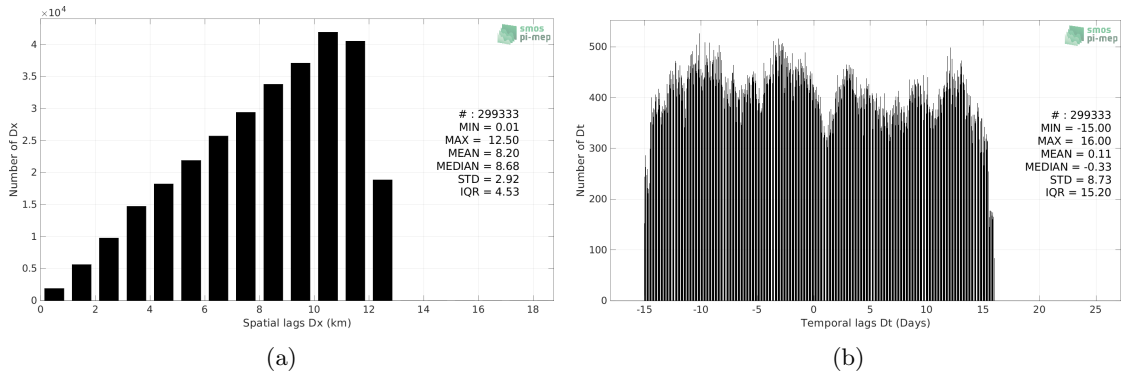 ×10⁴
4
3.5
3
2.5
2
1.5
1
0.5
0
Number of Dx
0 2 4 6 8 10 12 14 16 18
Spatial lags Dx (km)
smos
pi-mep
# : 299333
MIN = 0.01
MAX = 12.50
MEAN = 8.20
MEDIAN = 8.68
STD = 2.92
IQR = 4.53
(a)
500
400
300
200
100
0
Number of Dt
-15 -10 -5 0 5 10 15 20 25
Temporal lags Dt (Days)
smos
pi-mep
# : 299333
MIN = -15.00
MAX = 16.00
MEAN = 0.11
MEDIAN = -0.33
STD = 8.73
IQR = 15.20
(b)